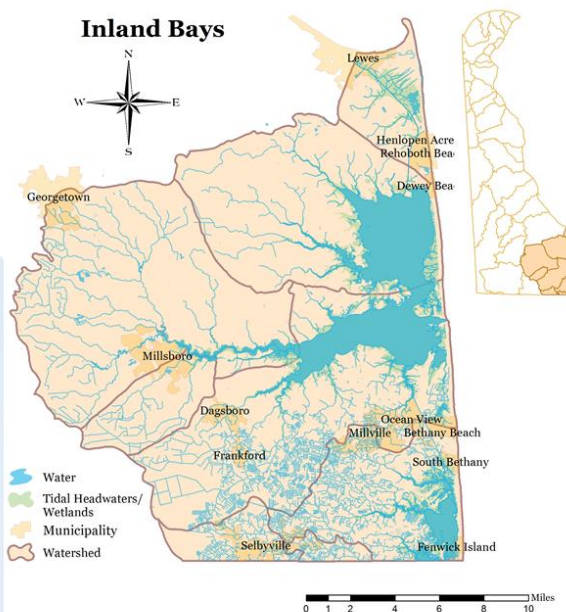 Inland Bays
N
W
E
S
Lewes
Henlopen Acre
Rehoboth Bea
Dewey Bea
Georgetown
Millsboro
Dagsboro
Ocean View
Millville
Bethany Beach
Frankford
South Bethany
Selbyville
Fenwick Island
Water
Tidal Headwaters/
Wetlands
Municipality
Watershed
Miles
0 1 2 4 6 8 10